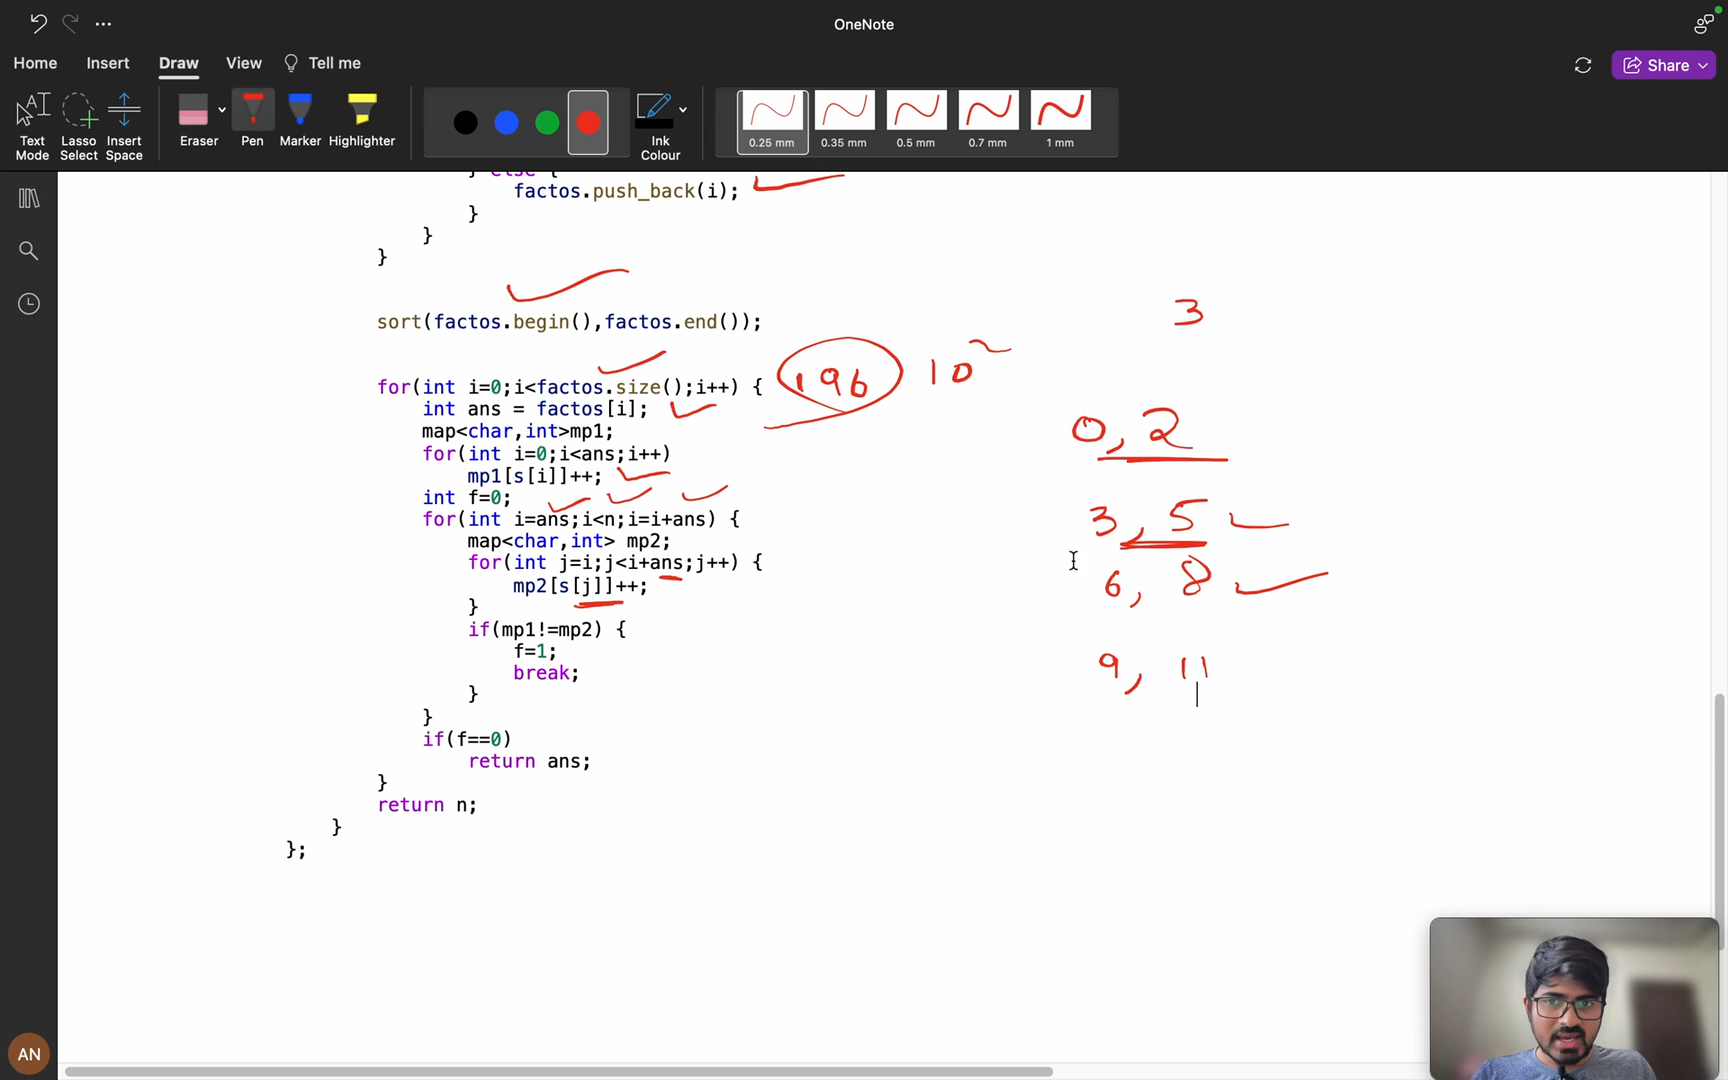 OneNote
Home Insert Draw View Tell me
Share
Text Mode
Lasso Select
Insert Space
Eraser
Pen
Marker
Highlighter
Ink Colour
0.25 mm
0.35 mm
0.5 mm
0.7 mm
1 mm
} else {
factos.push_back(i);
}
}
}
sort(factos.begin(),factos.end());
for(int i=0;i<factos.size();i++) {
int ans = factos[i];
map<char,int>mp1;
for(int i=0;i<ans;i++)
mp1[s[i]]++;
int f=0;
for(int i=ans;i<n;i=i+ans) {
map<char,int> mp2;
for(int j=i;j<i+ans;j++) {
mp2[s[j]]++;
}
if(mp1!=mp2) {
f=1;
break;
}
}
if(f==0)
return ans;
}
return n;
}
};
196 10
3
0, 2
3, 5
6, 8
9, 11
AN